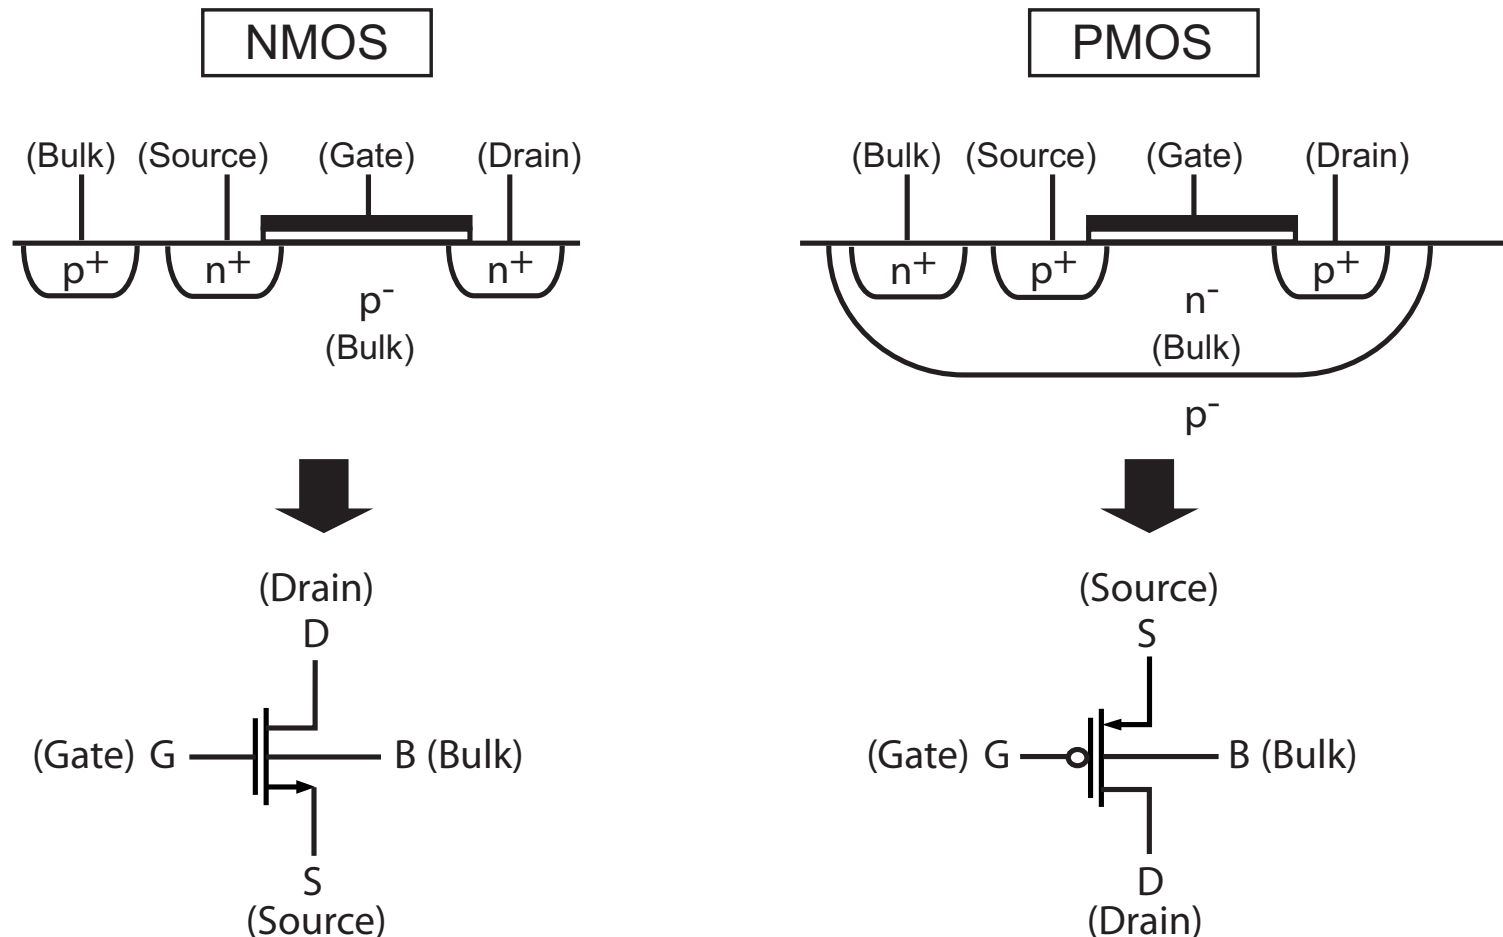 NMOS
(Bulk) (Source) (Gate) (Drain)
p+ n+ n+
p-
(Bulk)
(Drain)
D
(Gate) G B (Bulk)
S
(Source)
PMOS
(Bulk) (Source) (Gate) (Drain)
n+ p+ p+
n-
(Bulk)
p-
(Source)
S
(Gate) G B (Bulk)
D
(Drain)